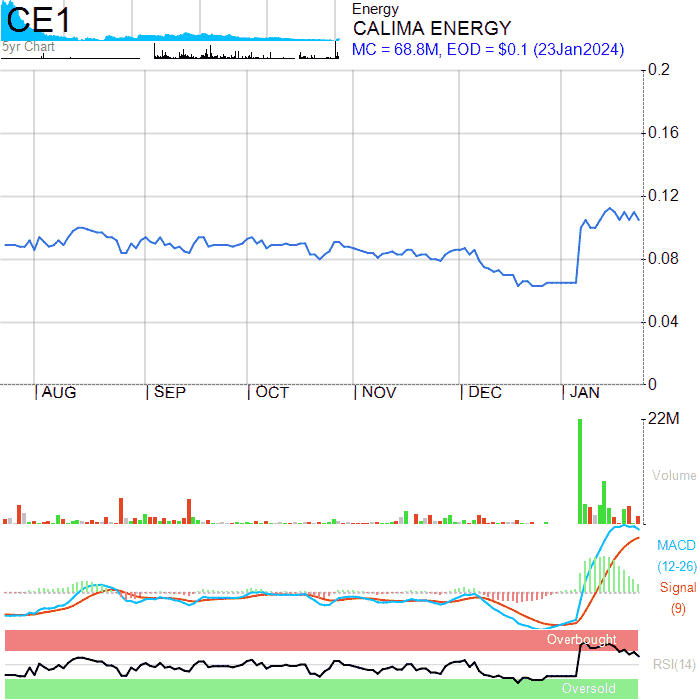 CE1
5yr Chart
Energy
CALIMA ENERGY
MC = 68.8M, EOD = $0.1 (23Jan2024)
0.2
0.16
0.12
0.08
0.04
0
|AUG |SEP |OCT |NOV |DEC |JAN
22M
Volume
MACD
(12-26)
Signal
(9)
Overbought
RSI(14)
Oversold